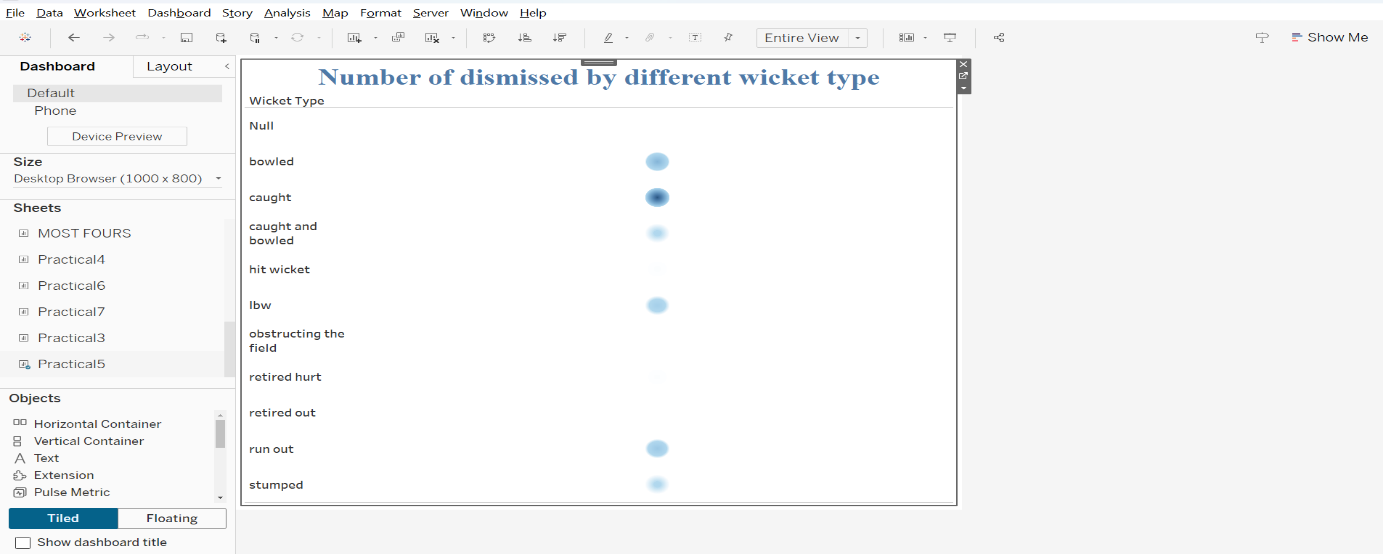 File Data Worksheet Dashboard Story Analysis Map Format Server Window Help
Entire View
Show Me
Dashboard Layout
Default
Phone
Device Preview
Size
Desktop Browser (1000 x 800)
Sheets
MOST FOURS
Practical4
Practical6
Practical7
Practical3
Practical5
Objects
Horizontal Container
Vertical Container
Text
Extension
Pulse Metric
Tiled Floating
Show dashboard title
Number of dismissed by different wicket type
Wicket Type
Null
bowled
caught
caught and
bowled
hit wicket
lbw
obstructing the
field
retired hurt
retired out
run out
stumped